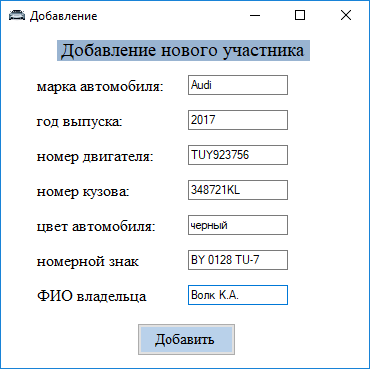 Добавление
Добавление нового участника
марка автомобиля: Audi
год выпуска: 2017
номер двигателя: TUY923756
номер кузова: 348721KL
цвет автомобиля: черный
номерной знак BY 0128 TU-7
ФИО владельца Волк К.А.
Добавить